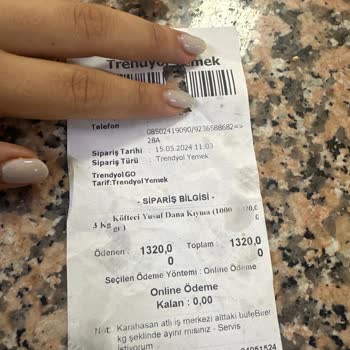 Trendyol Yemek
Telefon 08502419090/9236588682=>
28A
Sipariş Tarihi : 15.05.2024 11:03
Sipariş Türü : Trendyol Yemek
Trendyol GO
Tarif:Trendyol Yemek
- SİPARİŞ BİLGİSİ -
3 Kg Köfteci Yusuf Dana Kıyma (1000
gr )
Ödenen : 1320,0 Toplam : 1320,0
0 0
Seçilen Ödeme Yöntemi : Online Ödeme
Online Ödeme
Kalan : 0,00
Not: Karahasan atlı iş merkezi alttaki büfeBirer
kg şeklinde ayırır mısınız - Servis
İstiyorum